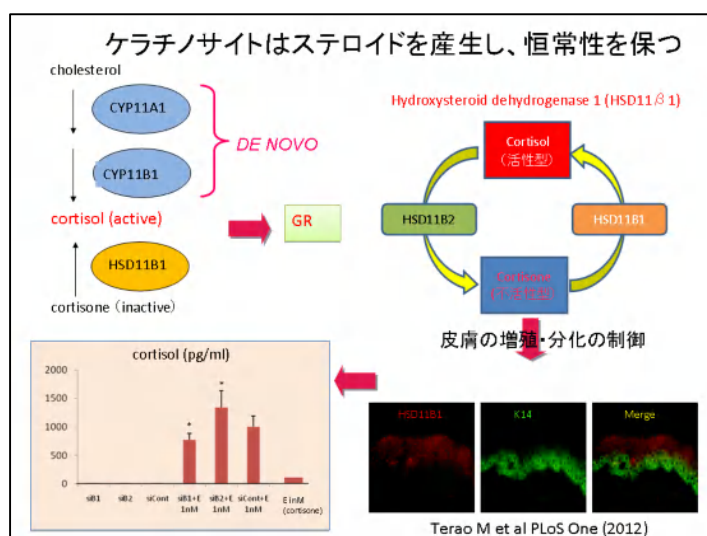 ケラチノサイトはステロイドを産生し、恒常性を保つ
cholesterol
CYP11A1
CYP11B1
DE NOVO
cortisol (active)
GR
HSD11B1
cortisone (inactive)
Hydroxysteroid dehydrogenase 1 (HSD11β1)
Cortisol
(活性型)
HSD11B2
HSD11B1
Cortisone
(不活性型)
皮膚の増殖・分化の制御
cortisol (pg/ml)
2000
1500
1000
500
0
*
*
siB1
siB2
siCont
siB1+E
1nM
siB2+E
1nM
siCont+E
1nM
E inM
(cortisone)
HSD11B1
K14
Merge
Terao M et al PLoS One (2012)